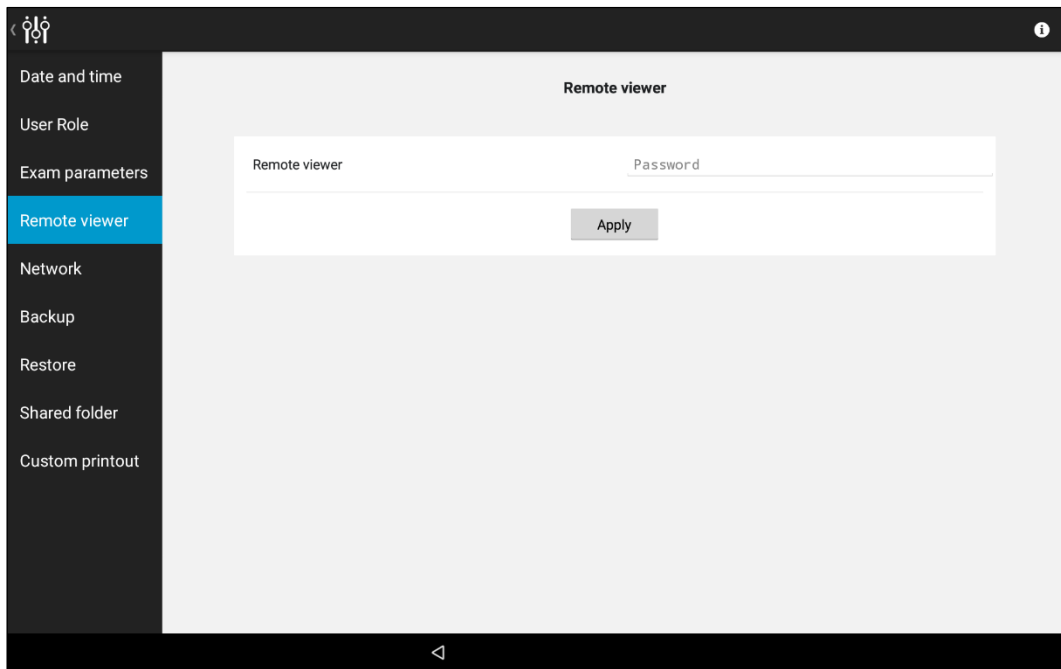 Date and time
User Role
Exam parameters
Remote viewer
Network
Backup
Restore
Shared folder
Custom printout
Remote viewer
Remote viewer Password
Apply